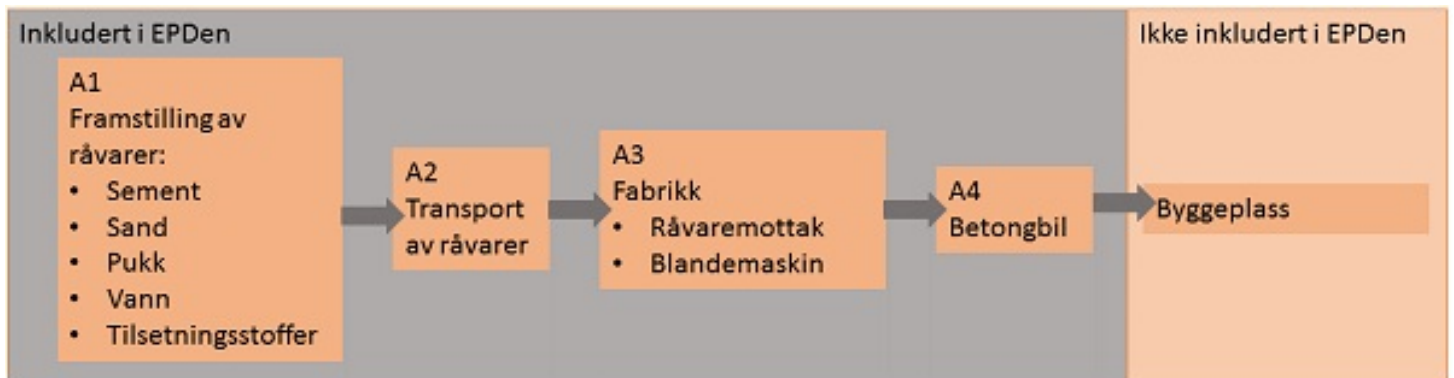 Inkludert i EPDen
Ikke inkludert i EPDen
A1
Framstilling av
råvarer:
• Sement
• Sand
• Pukk
• Vann
• Tilsetningsstoffer
A2
Transport
av råvarer
A3
Fabrikk
• Råvaremottak
• Blandemaskin
A4
Betongbil
Byggeplass